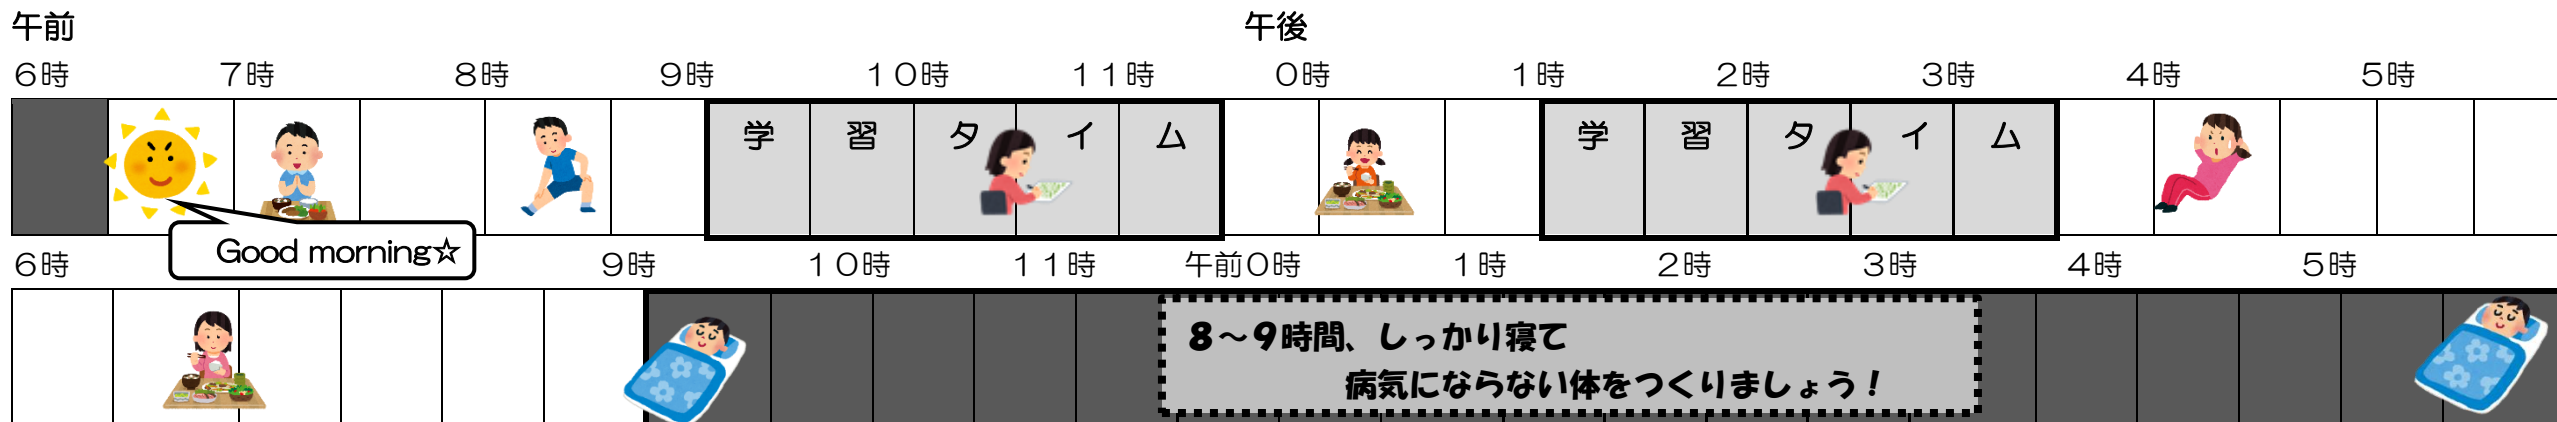 午前 午後
6時 7時 8時 9時 10時 11時 0時 1時 2時 3時 4時 5時
学習タイム 学習タイム
Good morning☆
6時 9時 10時 11時 午前0時 1時 2時 3時 4時 5時
8～9時間、しっかり寝て
病気にならない体をつくりましょう！